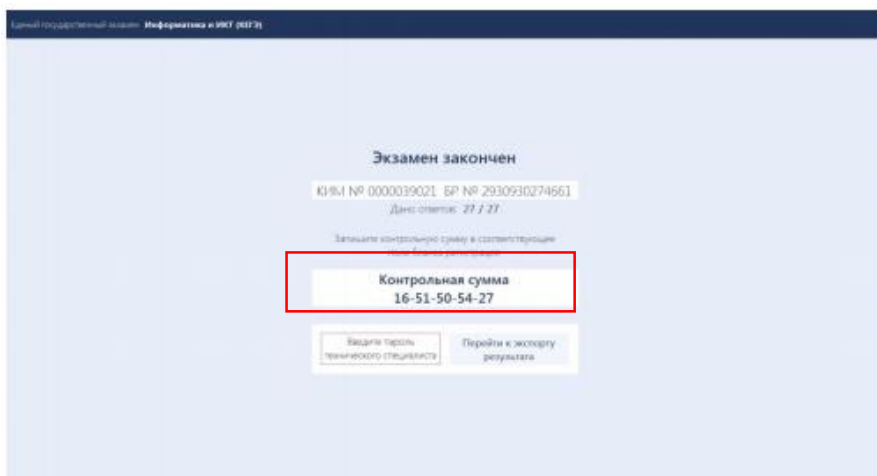 Единый государственный экзамен Информатика и ИКТ (КЕГЭ)
Экзамен закончен
КИМ № 0000039021 БР № 2930930274661
Дано ответов: 27 / 27
Запишите контрольную сумму в соответствующее
поле бланка регистрации
Контрольная сумма
16-51-50-54-27
Введите пароль
технического специалиста
Перейти к экспорту
результата